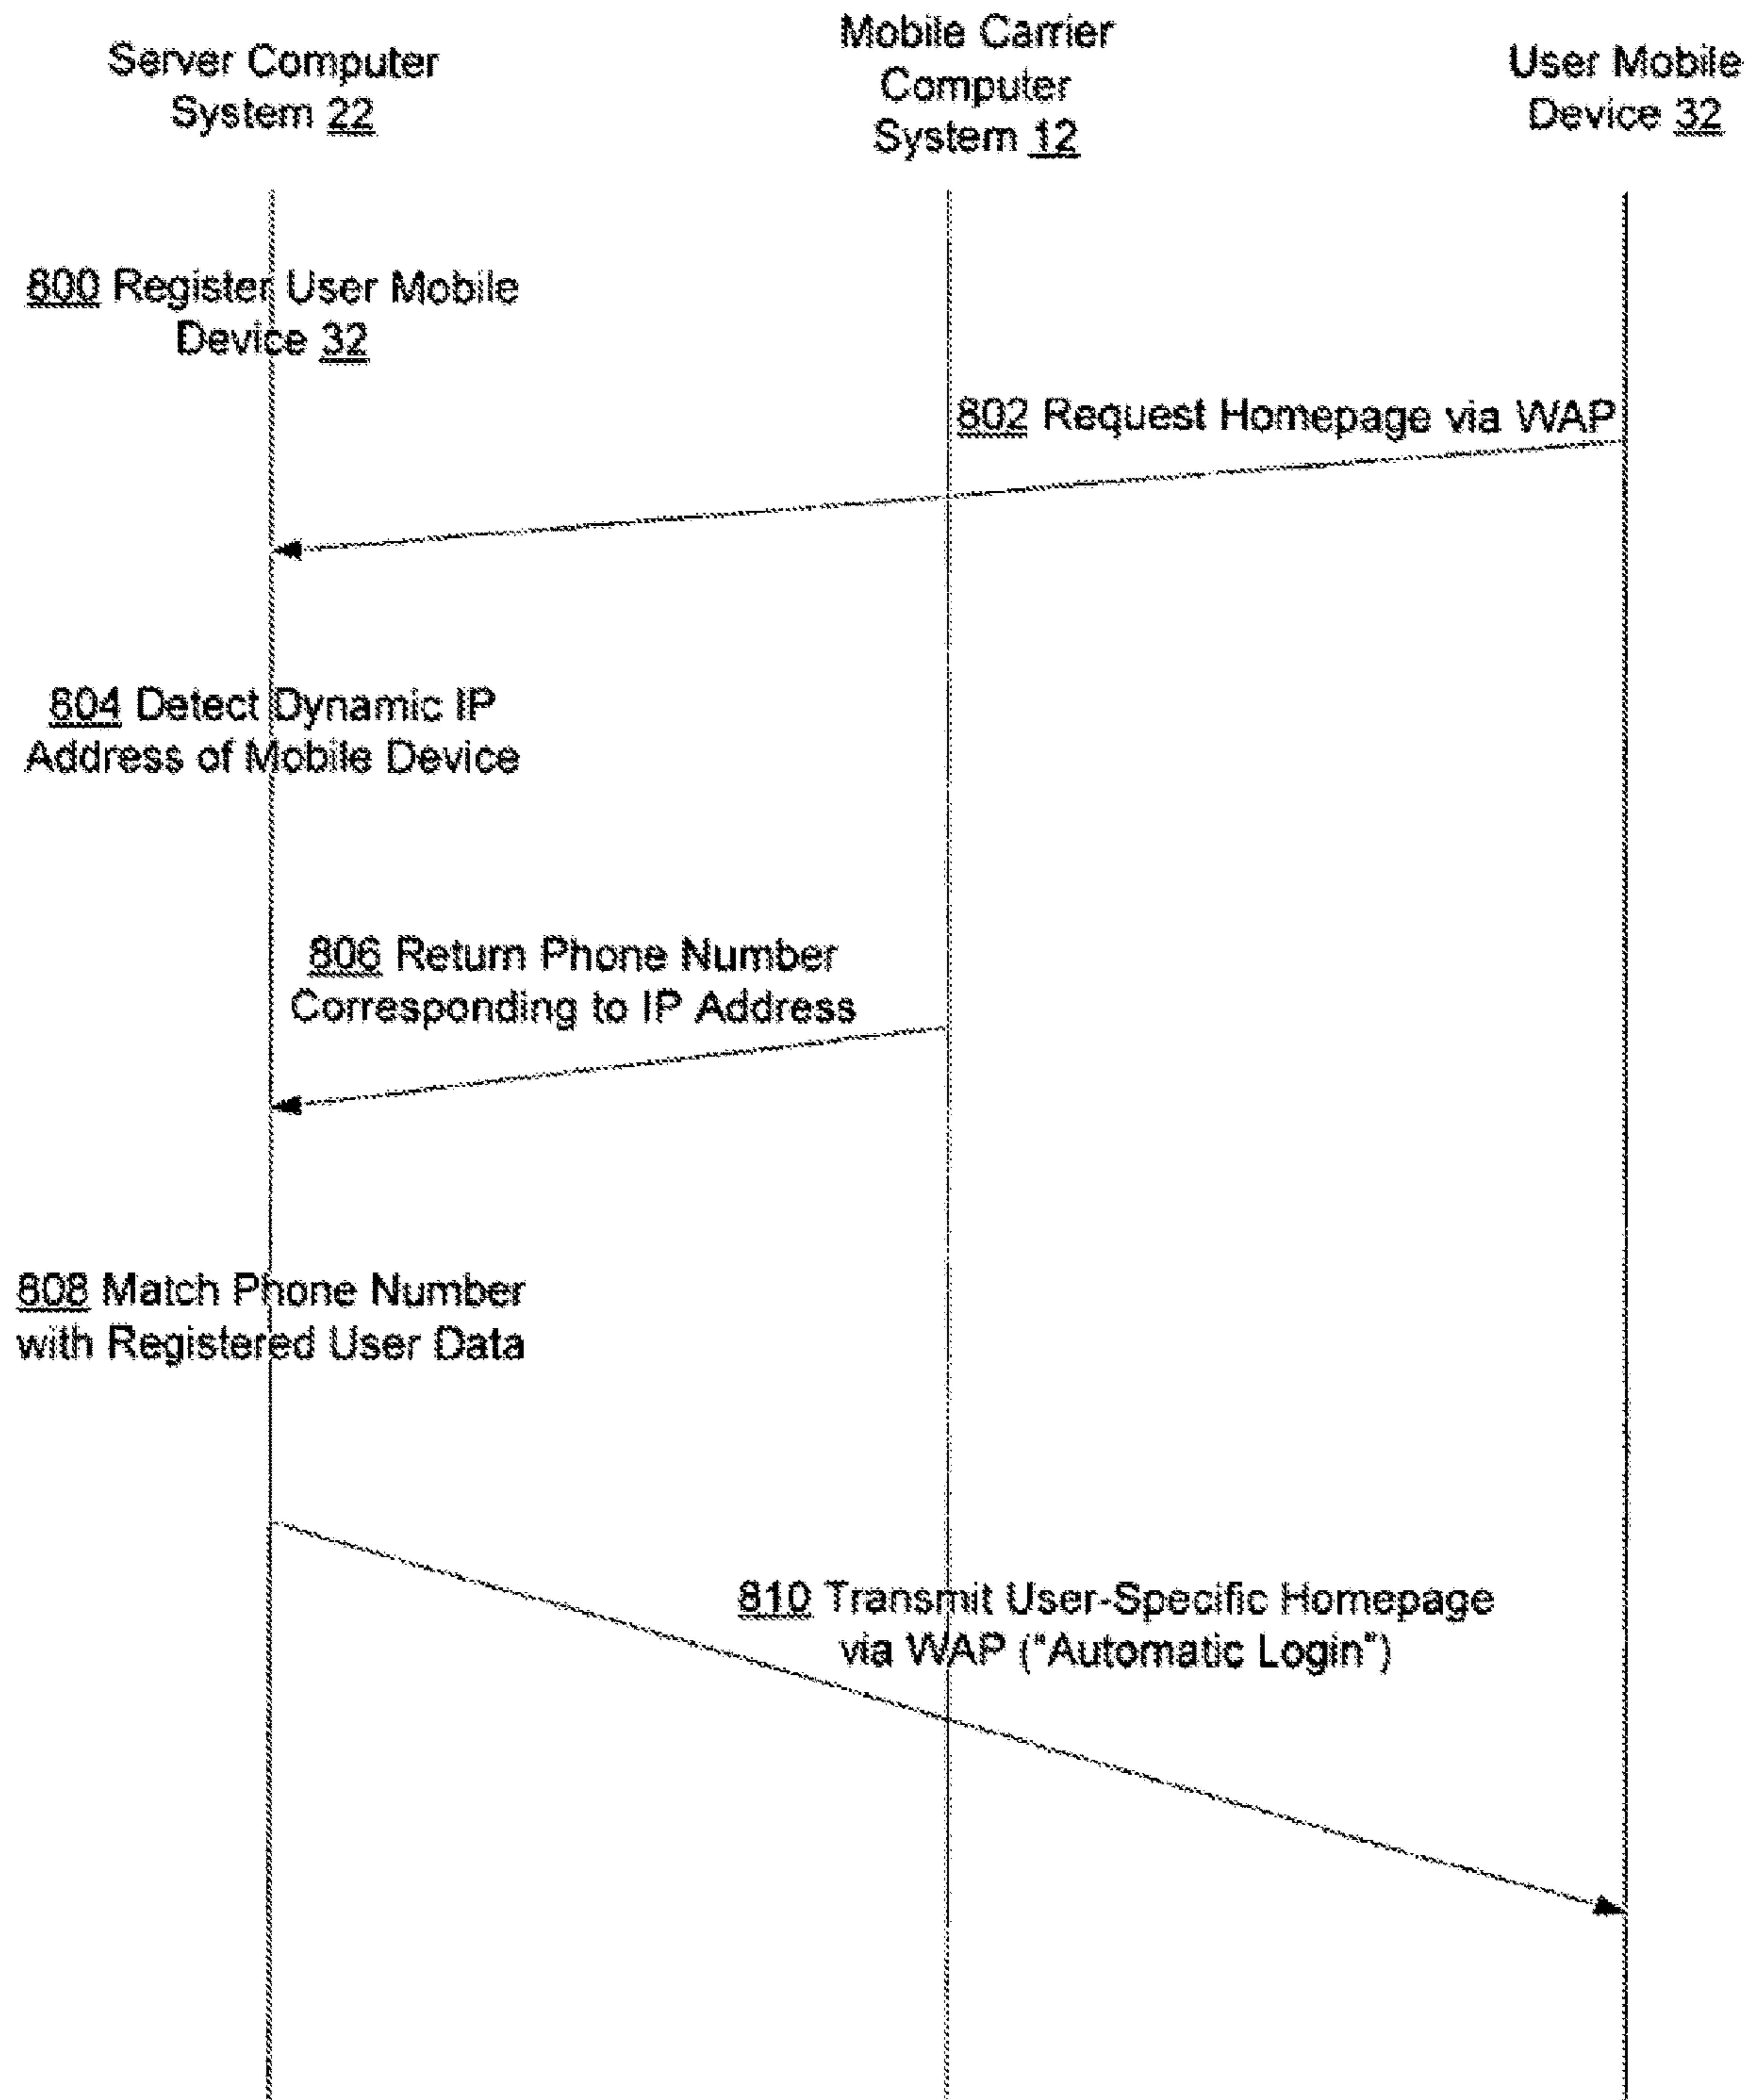 Server Computer
System 22
Mobile Carrier
Computer
System 12
User Mobile
Device 32
800 Register User Mobile
Device 32
802 Request Homepage via WAP
804 Detect Dynamic IP
Address of Mobile Device
806 Return Phone Number
Corresponding to IP Address
808 Match Phone Number
with Registered User Data
810 Transmit User-Specific Homepage
via WAP ("Automatic Login")